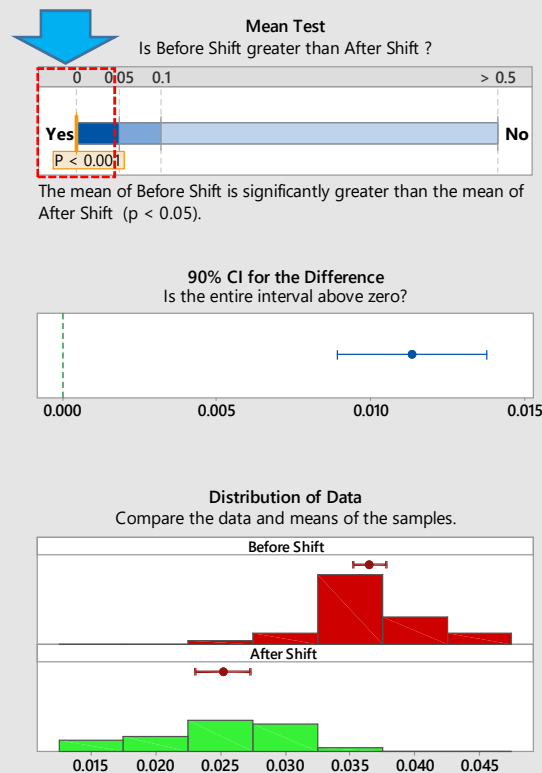 Mean Test
Is Before Shift greater than After Shift ?
0 0.05 0.1 > 0.5
Yes No
P < 0.001
The mean of Before Shift is significantly greater than the mean of
After Shift (p < 0.05).
90% CI for the Difference
Is the entire interval above zero?
0.000 0.005 0.010 0.015
Distribution of Data
Compare the data and means of the samples.
Before Shift
After Shift
0.015 0.020 0.025 0.030 0.035 0.040 0.045